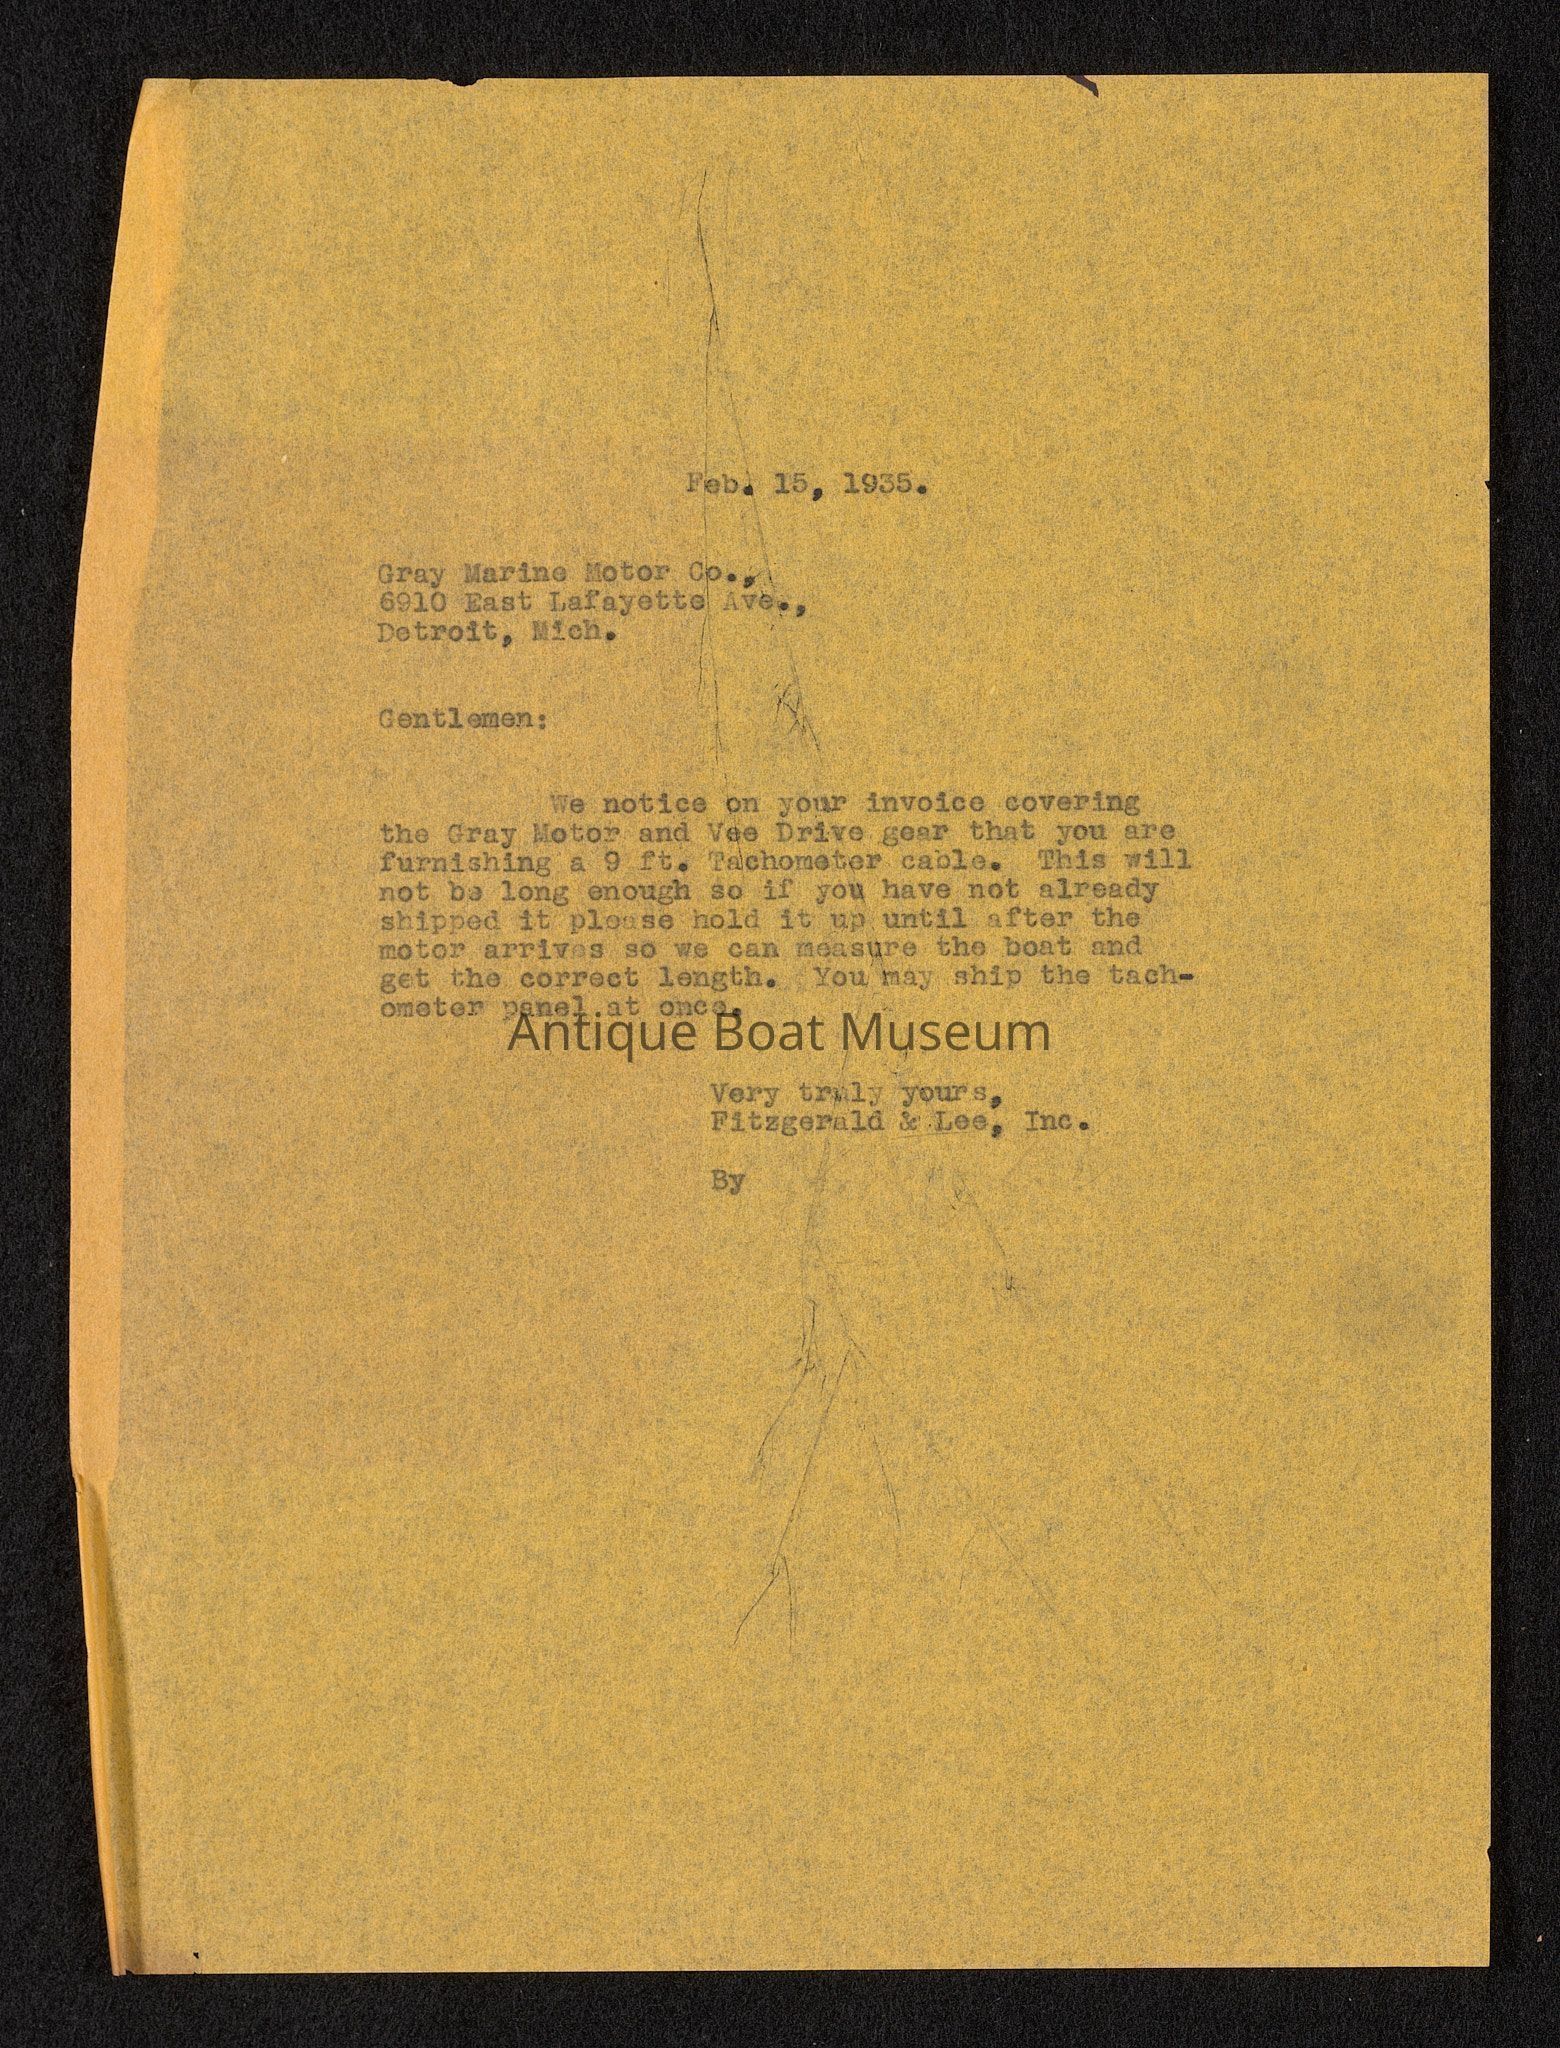 Feb. 15, 1935.
Gray Marine Motor Co.,
6910 East Lafayette Ave.,
Detroit, Mich.
Gentlemen:
We notice on your invoice covering
the Gray Motor and Vee Drive gear that you are
furnishing a 9 ft. Tachometer cable. This will
not be long enough so if you have not already
shipped it please hold it up until after the
motor arrives so we can measure the boat and
get the correct length. You may ship the tach-
ometer panel at once.
Antique Boat Museum
Very truly yours,
Fitzgerald & Lee, Inc.
By